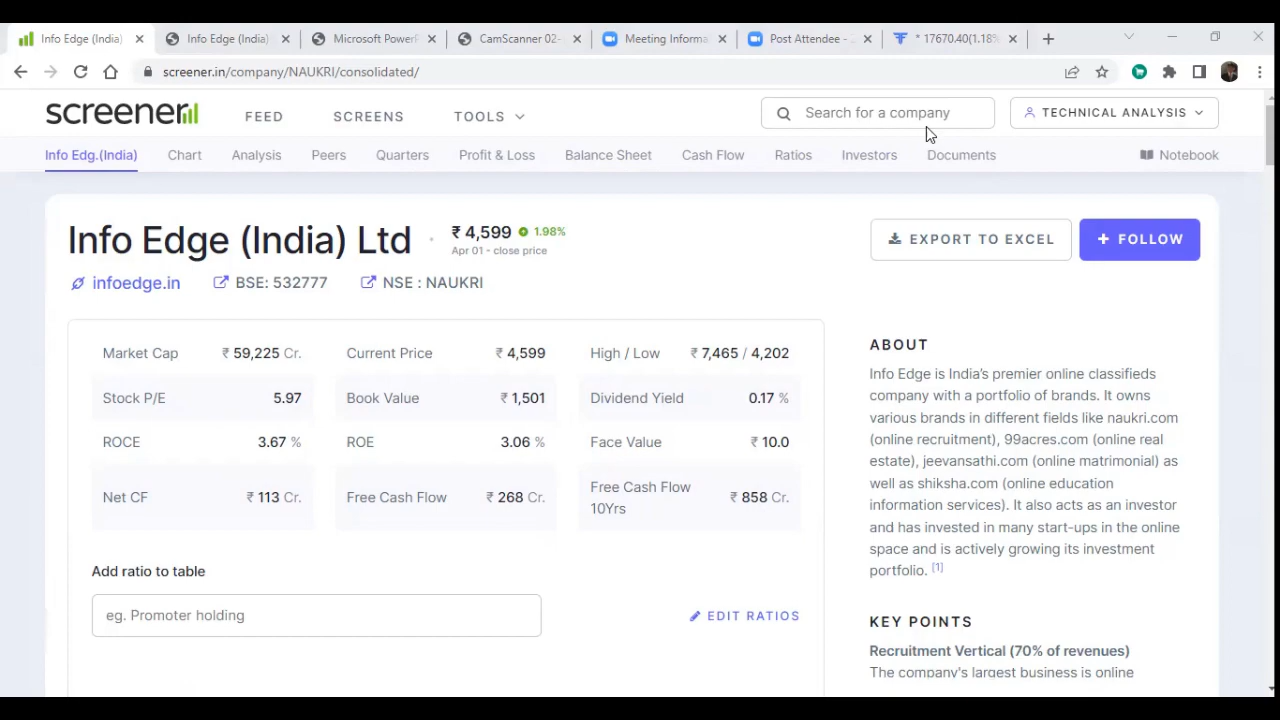 Info Edge (India)
Info Edge (India)
Microsoft Power
CamScanner 02-
Meeting Informa
Post Attendee -
* 17670.40(1.18%
screener.in/company/NAUKRI/consolidated/
screener
FEED
SCREENS
TOOLS
Search for a company
TECHNICAL ANALYSIS
Info Edg.(India)
Chart
Analysis
Peers
Quarters
Profit & Loss
Balance Sheet
Cash Flow
Ratios
Investors
Documents
Notebook
Info Edge (India) Ltd
₹ 4,599 1.98%
Apr 01 - close price
EXPORT TO EXCEL
+ FOLLOW
infoedge.in
BSE: 532777
NSE : NAUKRI
Market Cap ₹ 59,225 Cr.
Current Price ₹ 4,599
High / Low ₹ 7,465 / 4,202
Stock P/E 5.97
Book Value ₹ 1,501
Dividend Yield 0.17 %
ROCE 3.67 %
ROE 3.06 %
Face Value ₹ 10.0
Net CF ₹ 113 Cr.
Free Cash Flow ₹ 268 Cr.
Free Cash Flow
10Yrs ₹ 858 Cr.
Add ratio to table
eg. Promoter holding
EDIT RATIOS
ABOUT
Info Edge is India's premier online classifieds
company with a portfolio of brands. It owns
various brands in different fields like naukri.com
(online recruitment), 99acres.com (online real
estate), jeevansathi.com (online matrimonial) as
well as shiksha.com (online education
information services). It also acts as an investor
and has invested in many start-ups in the online
space and is actively growing its investment
portfolio. [1]
KEY POINTS
Recruitment Vertical (70% of revenues)
The company's largest business is online